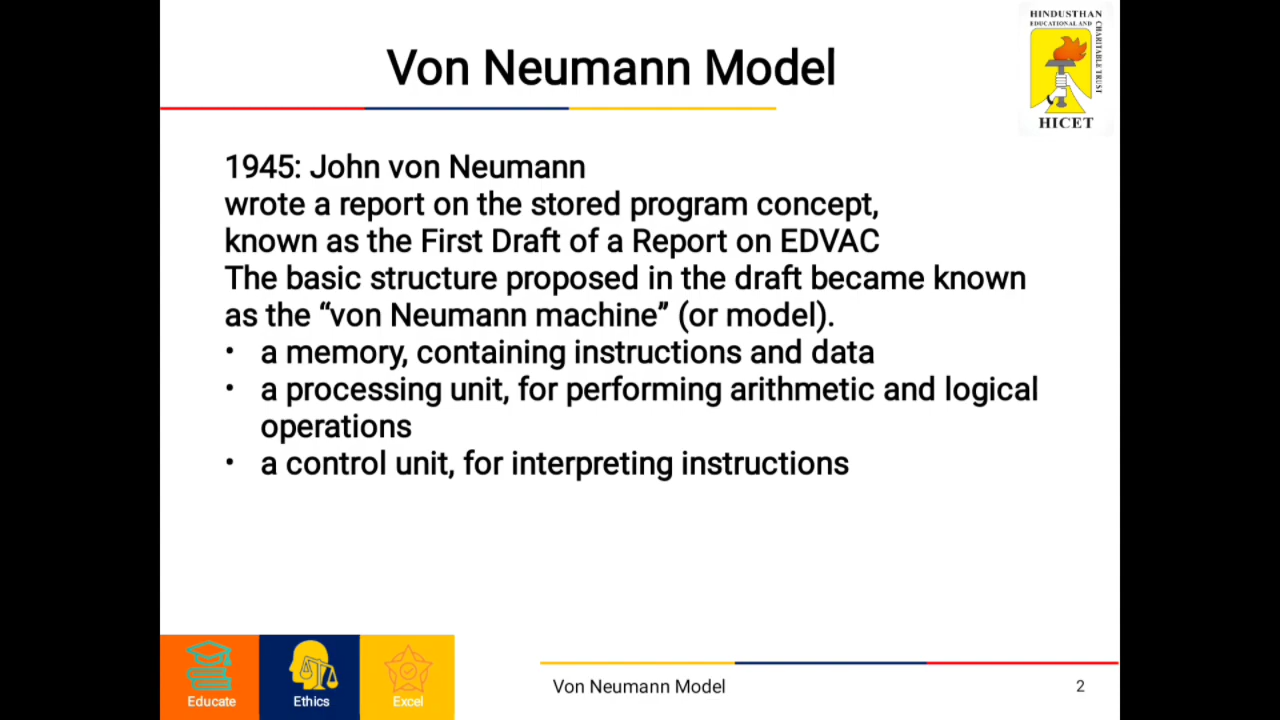 Von Neumann Model
HINDUSTHAN
EDUCATIONAL AND
CHARITABLE TRUST
HICET
1945: John von Neumann
wrote a report on the stored program concept,
known as the First Draft of a Report on EDVAC
The basic structure proposed in the draft became known
as the “von Neumann machine” (or model).
• a memory, containing instructions and data
• a processing unit, for performing arithmetic and logical
operations
• a control unit, for interpreting instructions
Educate
Ethics
Excel
Von Neumann Model
2